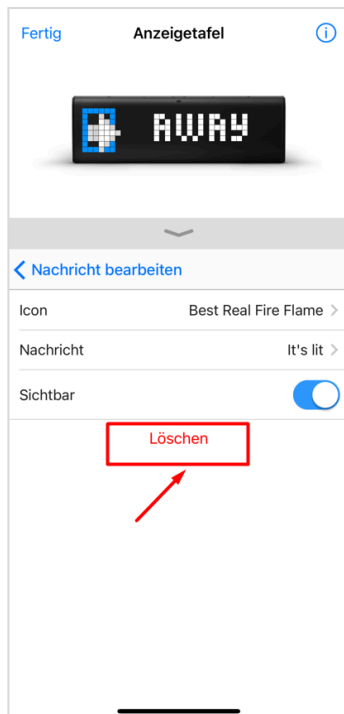 Fertig Anzeigetafel
AWAY
Nachricht bearbeiten
Icon Best Real Fire Flame
Nachricht It's lit
Sichtbar
Löschen